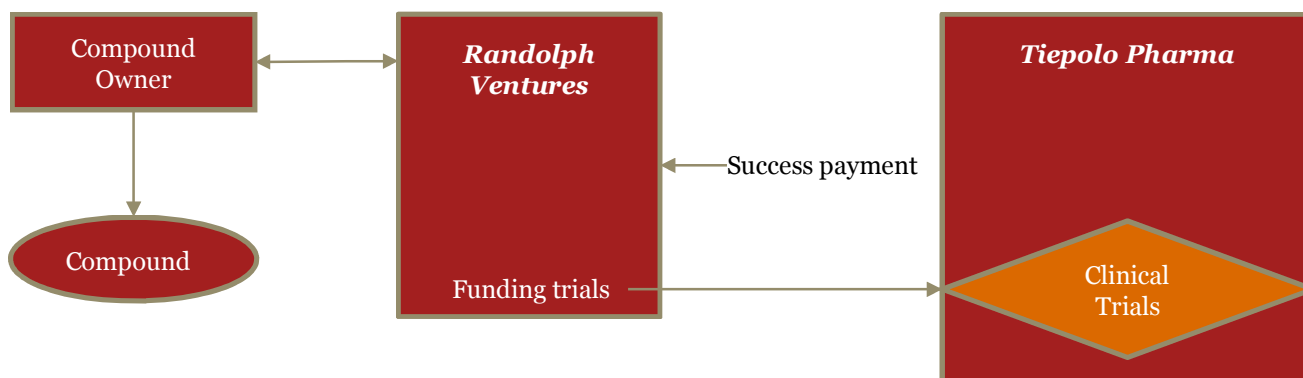 Compound
Owner
Randolph
Ventures
Tiepolo Pharma
Success payment
Compound
Funding trials
Clinical
Trials